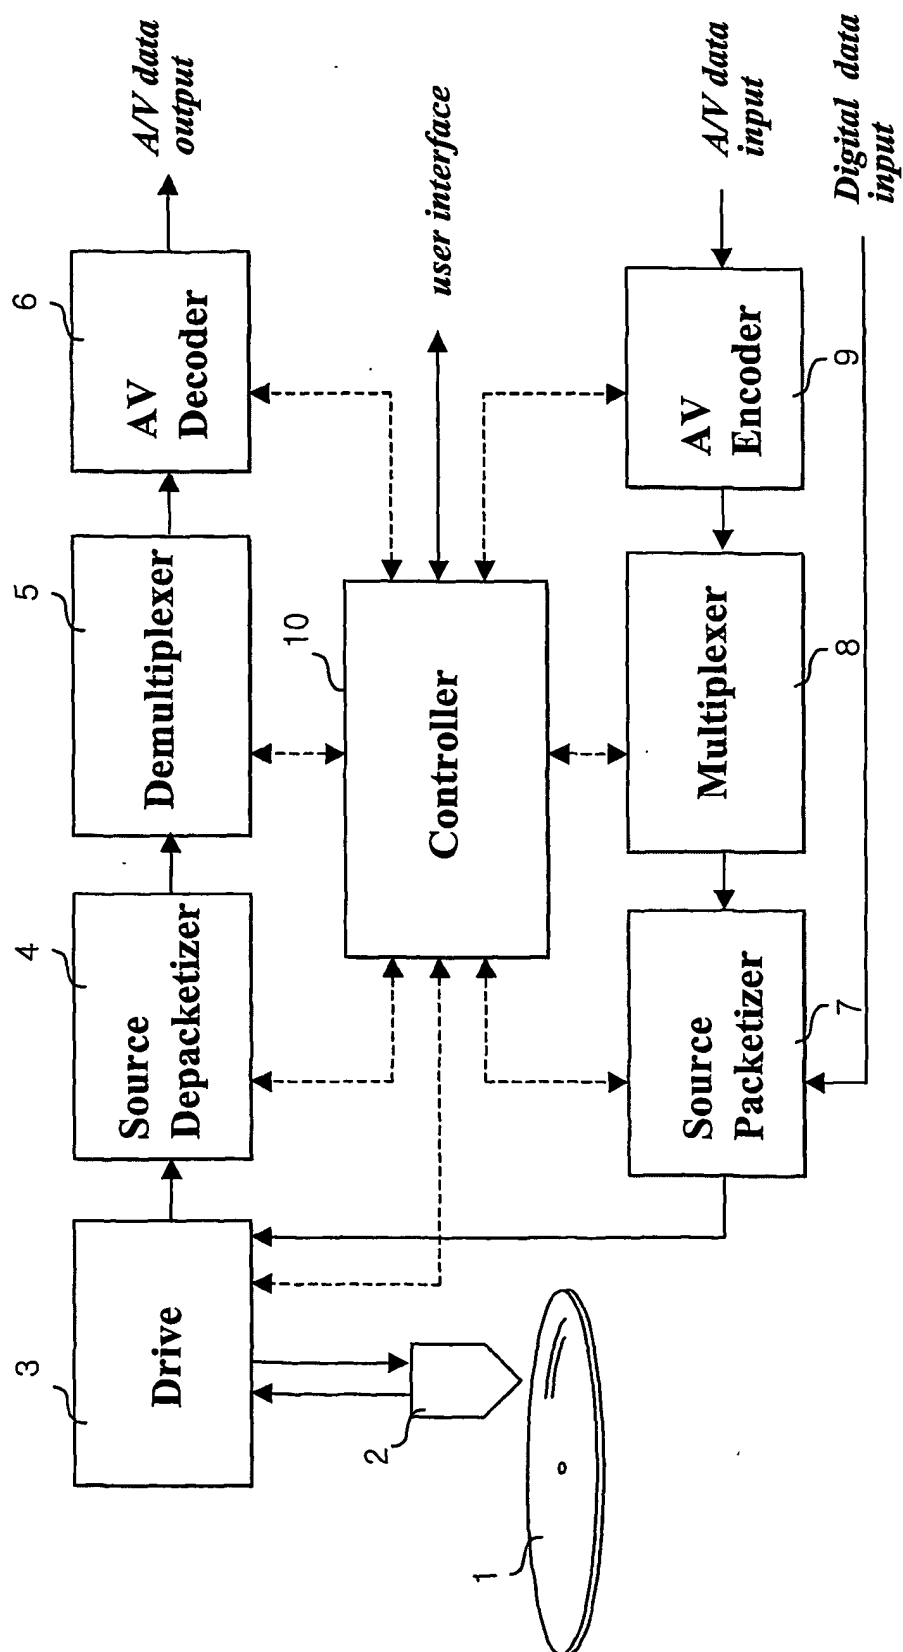 3
Drive
4
Source
Depacketizer
5
Demultiplexer
6
AV
Decoder
A/V data
output
2
10
Controller
user interface
1
Source
Packetizer
7
Multiplexer
8
AV
Encoder
9
A/V data
input
Digital data
input